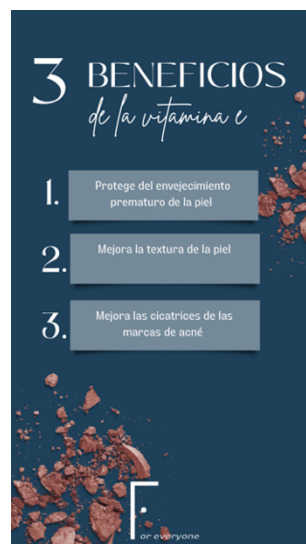 3 BENEFICIOS
de la vitamina e
1. Protege del envejecimiento
prematuro de la piel
2. Mejora la textura de la piel
3. Mejora las cicatrices de las
marcas de acné
F.
or everyone